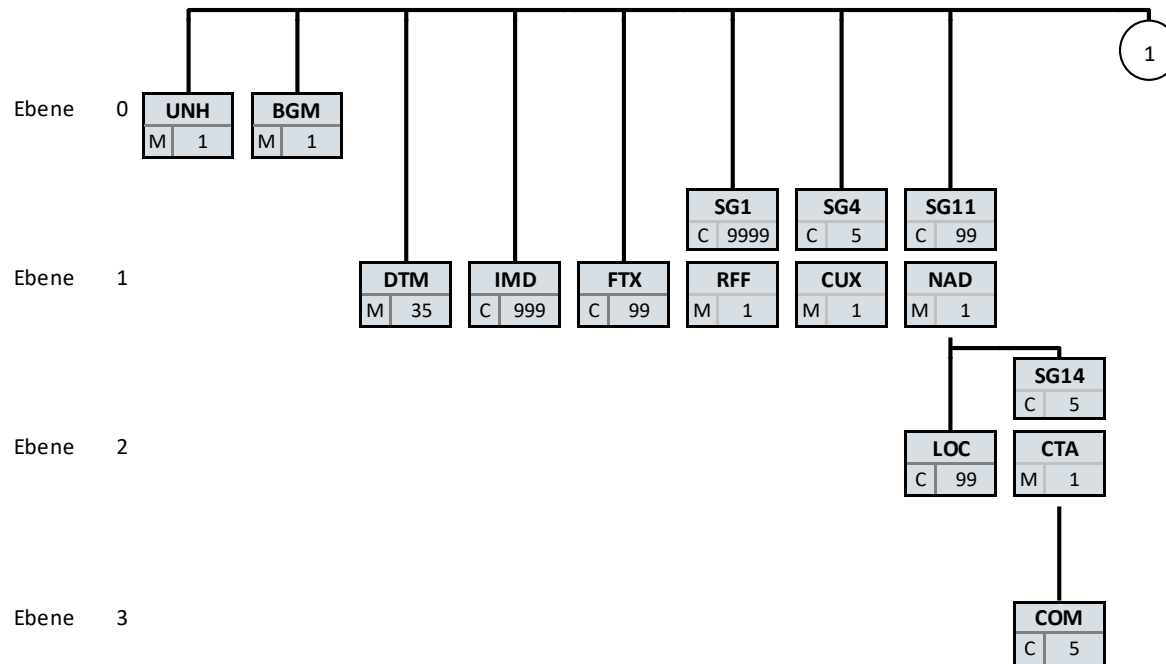 1
Ebene 0 UNH BGM
M 1 M 1
SG1 SG4 SG11
C 9999 C 5 C 99
Ebene 1 DTM IMD FTX RFF CUX NAD
M 35 C 999 C 99 M 1 M 1 M 1
SG14
C 5
Ebene 2 LOC CTA
C 99 M 1
Ebene 3 COM
C 5